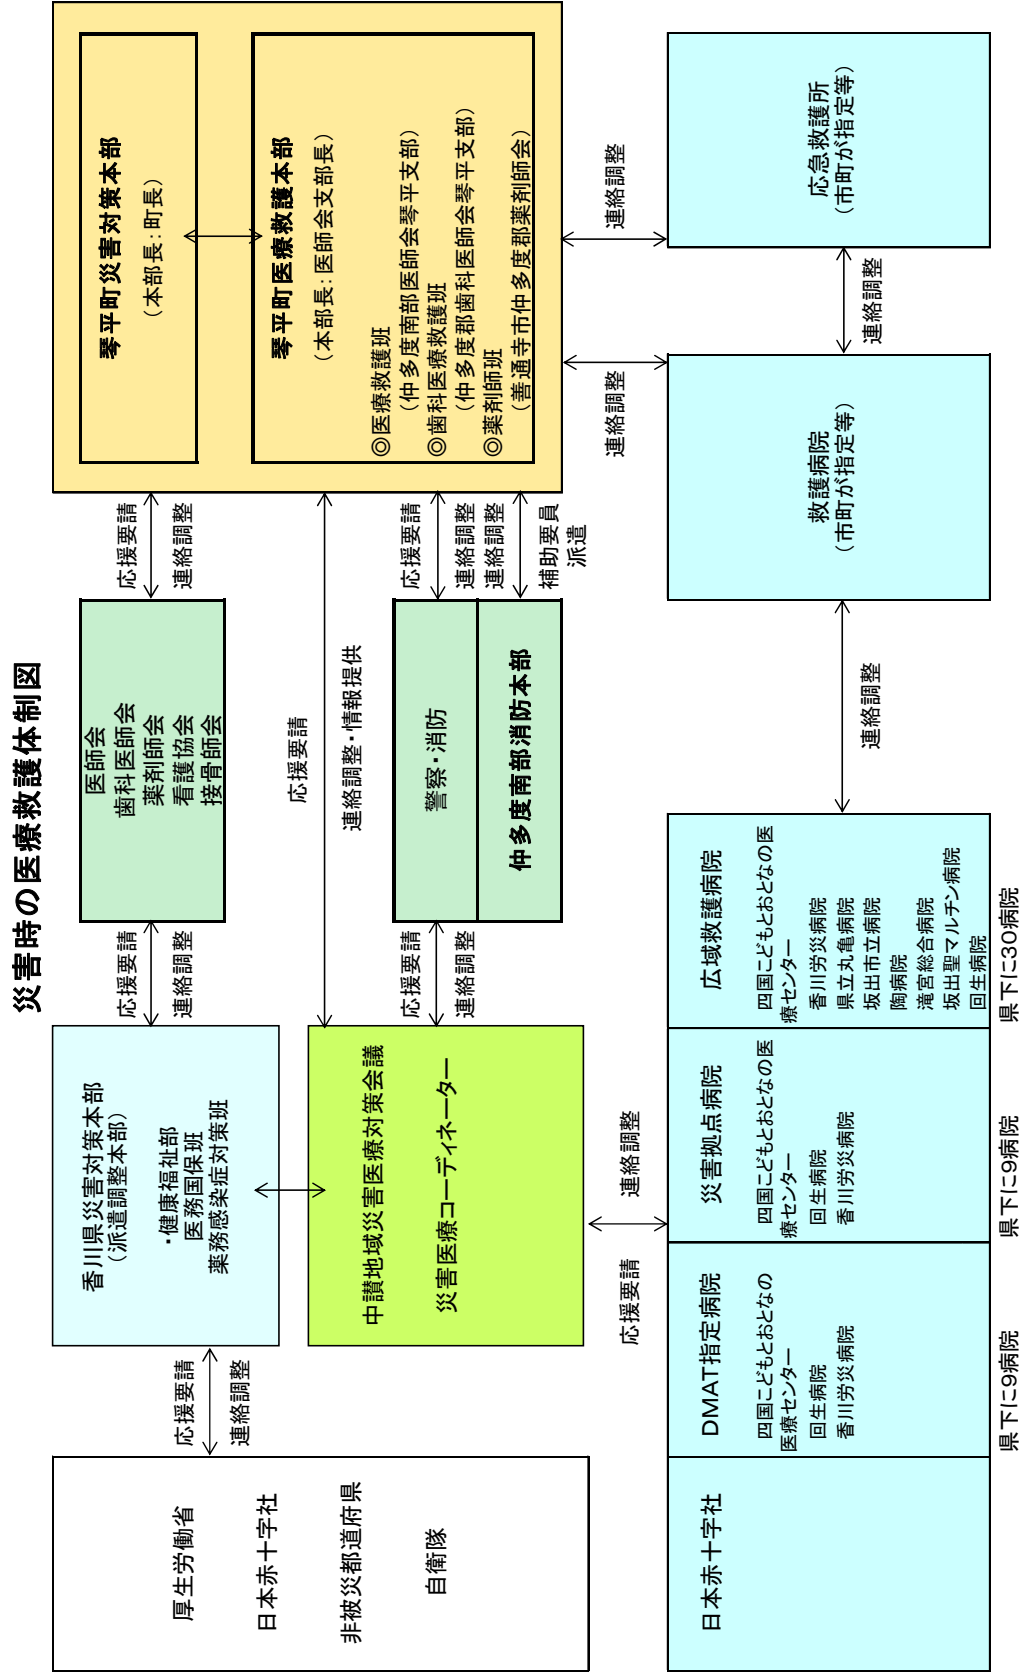 災害時の医療救護体制図
厚生労働省
日本赤十字社
非被災都道府県
自衛隊
応援要請
連絡調整
香川県災害対策本部
（派遣調整本部）
・健康福祉部
医務国保班
薬務感染症対策班
中讃地域災害医療対策会議
災害医療コーディネーター
応援要請
連絡調整
医師会
歯科医師会
薬剤師会
看護協会
接骨師会
応援要請
連絡調整
応援要請
連絡調整・情報提供
応援要請
連絡調整
警察・消防
仲多度南部消防本部
応援要請
連絡調整
連絡調整
補助要員
派遣
琴平町災害対策本部
（本部長：町長）
琴平町医療救護本部
（本部長：医師会支部長）
◎医療救護班
（仲多度南部医師会琴平支部）
◎歯科医療救護班
（仲多度郡歯科医師会琴平支部）
◎薬剤師班
（善通寺市仲多度郡薬剤師会）
応援要請
連絡調整
連絡調整
連絡調整
日本赤十字社
DMAT指定病院
四国こどもとおとなの
医療センター
回生病院
香川労災病院
県下に9病院
災害拠点病院
四国こどもとおとなの医
療センター
回生病院
香川労災病院
県下に9病院
広域救護病院
四国こどもとおとなの医
療センター
香川労災病院
県立丸亀病院
坂出市立病院
陶病院
滝宮総合病院
坂出聖マルチン病院
回生病院
県下に30病院
連絡調整
救護病院
（市町が指定等）
連絡調整
応急救護所
（市町が指定等）